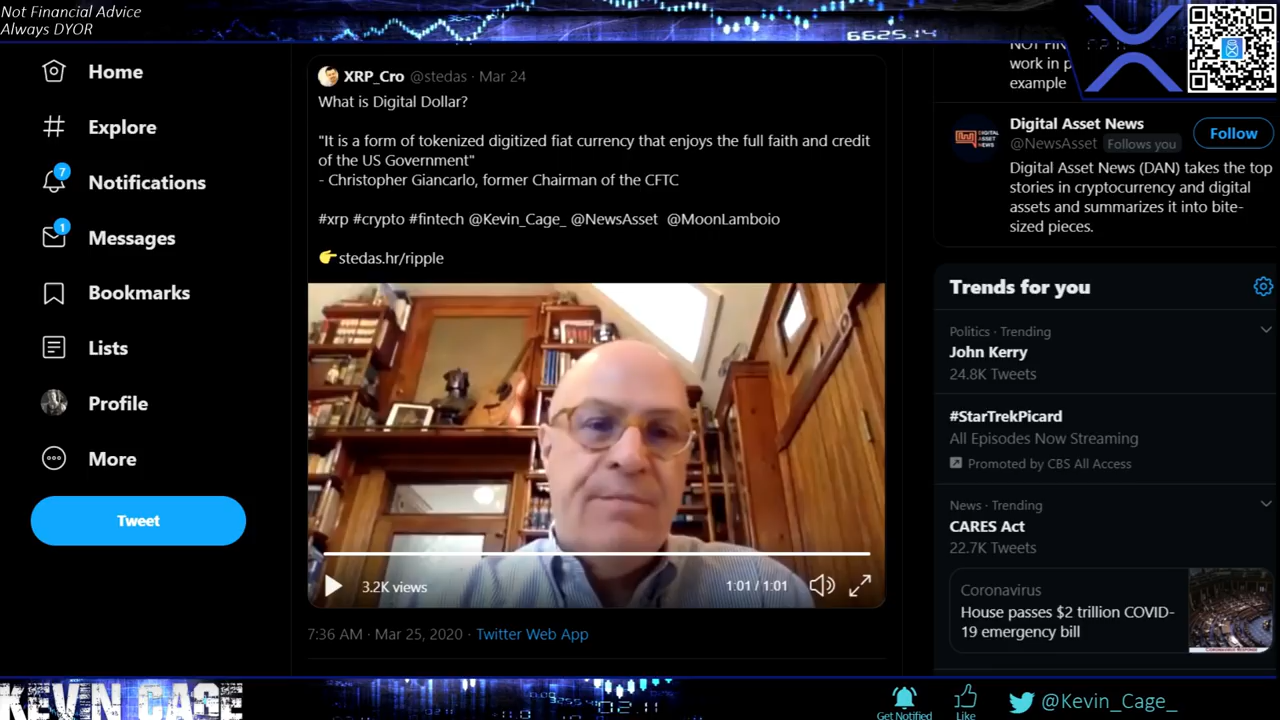 Not Financial Advice
Always DYOR
6625.14
Home
Explore
7
Notifications
1
Messages
Bookmarks
Lists
Profile
More
Tweet
XRP_Cro @stedas · Mar 24
What is Digital Dollar?
"It is a form of tokenized digitized fiat currency that enjoys the full faith and credit
of the US Government"
- Christopher Giancarlo, former Chairman of the CFTC
#xrp #crypto #fintech @Kevin_Cage_ @NewsAsset @MoonLamboio
👉stedas.hr/ripple
3.2K views
1:01 / 1:01
7:36 AM · Mar 25, 2020 · Twitter Web App
work in p
example
Digital Asset News
@NewsAsset Follows you
Follow
Digital Asset News (DAN) takes the top
stories in cryptocurrency and digital
assets and summarizes it into bite-
sized pieces.
Trends for you
Politics · Trending
John Kerry
24.8K Tweets
#StarTrekPicard
All Episodes Now Streaming
Promoted by CBS All Access
News · Trending
CARES Act
22.7K Tweets
Coronavirus
House passes $2 trillion COVID-
19 emergency bill
KEVIN CAGE
Get Notified
Like
@Kevin_Cage_